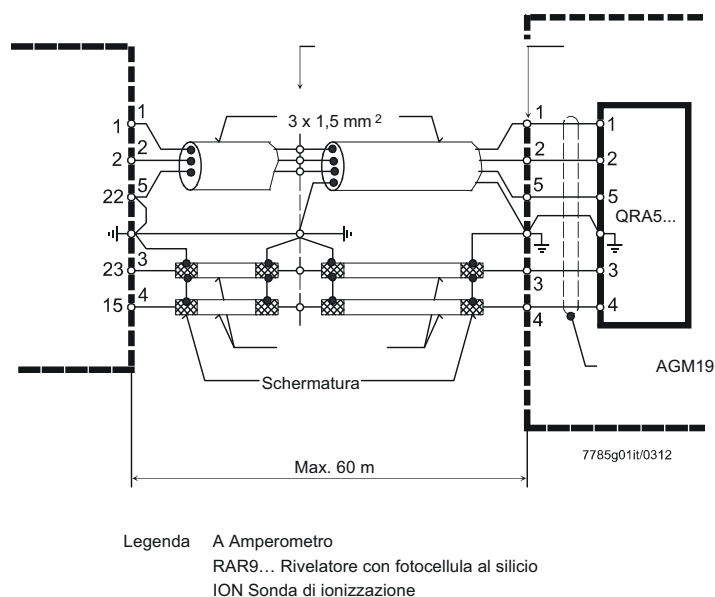 3 x 1,5 mm 2
1
1
2
2
5
22
3
23
4
15
1
2
5
3
4
1
2
5
QRA5...
3
4
AGM19
Schermatura
7785g01it/0312
Max. 60 m
Legenda A Amperometro
RAR9… Rivelatore con fotocellula al silicio
ION Sonda di ionizzazione